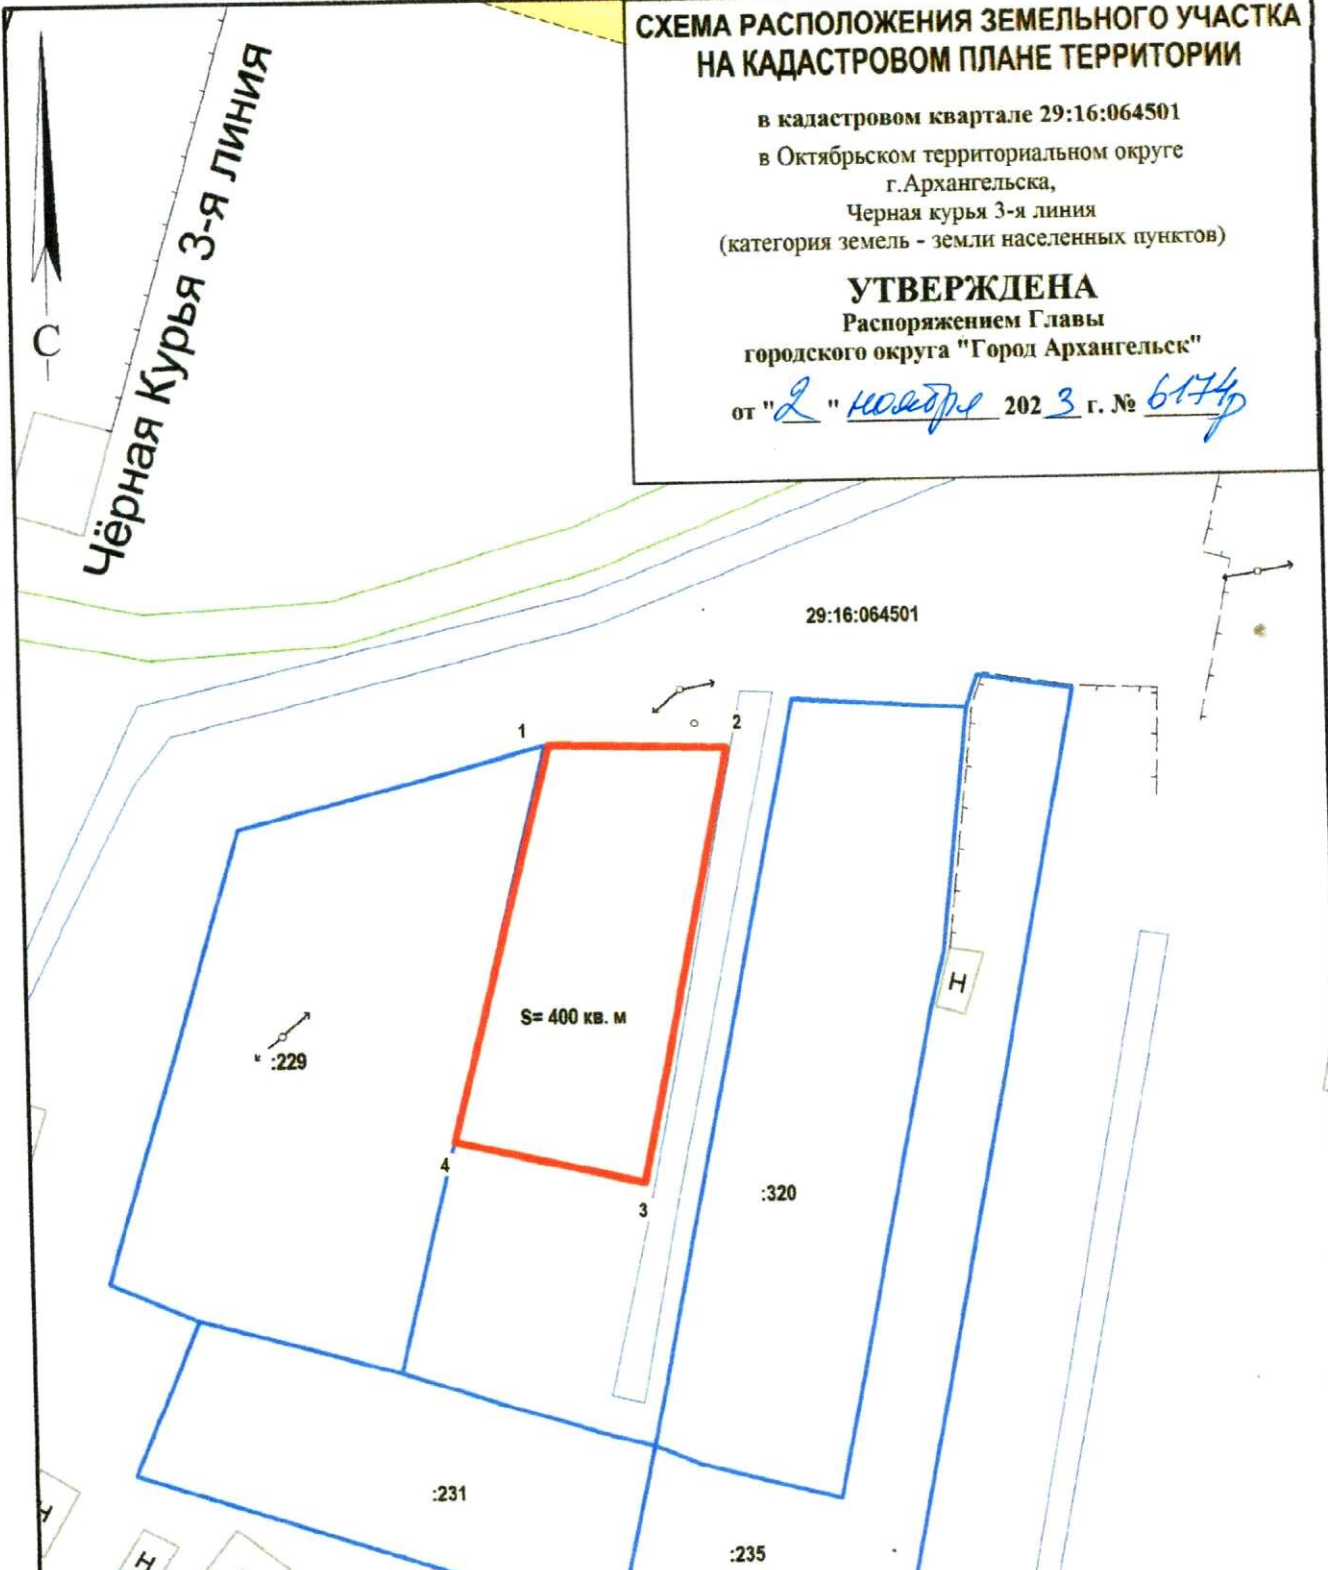 СХЕМА РАСПОЛОЖЕНИЯ ЗЕМЕЛЬНОГО УЧАСТКА
НА КАДАСТРОВОМ ПЛАНЕ ТЕРРИТОРИИ
в кадастровом квартале 29:16:064501
в Октябрьском территориальном округе
г.Архангельска,
Черная курья 3-я линия
(категория земель - земли населенных пунктов)
УТВЕРЖДЕНА
Распоряжением Главы
городского округа "Город Архангельск"
от "2" ноября 2023 г. № 6174р
Чёрная Курья 3-я линия
С
29:16:064501
1
2
Н
S= 400 кв. м
:229
4
3
:320
:231
Н
Н
:235